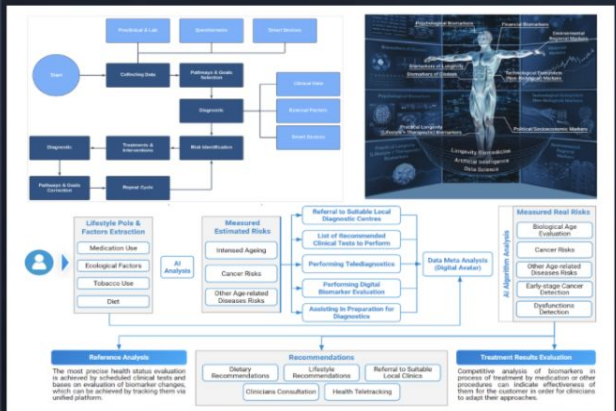 Preclinical & Lab
Questionnaire
Smart Devices
Start
Collecting Data
Pathways & Goals
Selection
Clinical Data
Diagnostic
External Factors
Smart Devices
Diagnostic
Treatments &
Interventions
Risk Identification
Pathways & Goals
Correction
Repeat Cycle
Psychological Biomarkers
Financial Biomarkers
Environmental
Regional Markers
Biomarkers of Longevity
Biomarkers of Disease
Technological Ecosystem
(Non-Biological) Markers
Practical Longevity
(Lifestyle + Therapeutic) Biomarkers
Political/Socioeconomic Markers
Longevity Biomedicine
Artificial Intelligence
Data Science
Lifestyle Pole &
Factors Extraction
Medication Use
Ecological Factors
Tobacco Use
Diet
AI
Analysis
Measured
Estimated Risks
Intensed Ageing
Cancer Risks
Other Age-related
Diseases Risks
Referral to Suitable Local
Diagnostic Centres
List of Recommended
Clinical Tests to Perform
Performing Telediagnostics
Performing Digital
Biomarker Evaluation
Assisting in Preparation for
Diagnostics
Data Meta Analysis
(Digital Avatar)
AI Algorithm Analysis
Measured Real Risks
Biological Age
Evaluation
Cancer Risks
Other Age-related
Diseases Risks
Early-stage Cancer
Detection
Dysfunctions
Detection
Reference Analysis
The most precise health status evaluation
is achieved by scheduled clinical tests and
bases on evaluation of biomarker changes,
which can be achieved by tracking them via
unified platform.
Recommendations
Dietary
Recommendations
Lifestyle
Recommendations
Referral to Suitable
Local Clinics
Clinicians Consultation
Health Teletracking
Treatment Results Evaluation
Competitive analysis of biomarkers in
process of treatment by medication or other
procedures can indicate effectiveness of
them for the customer in order for clinicians
to adapt their approaches.